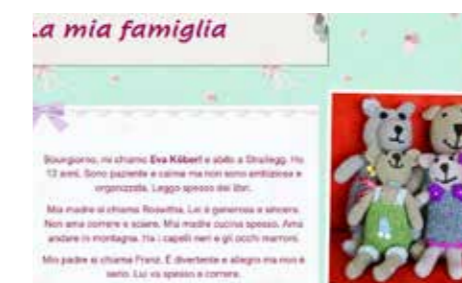 La mia famiglia
Bourgiorno, mi chiamo Eva Köberl e abito a Strallegg. Ho
13 anni. Sono paziente e calma ma non sono ambiziosa e
organizzata. Leggo spesso dei libri.
Mia madre si chiama Roswitha. Lei è generosa e sincera.
Non ama correre e sciare. Mia madre cucina spesso. Ama
andare in montagna. Ha i capelli neri e gli occhi marroni.
Mio padre si chiama Franz. È divertente e allegro ma non è
serio. Lui va spesso a correre.